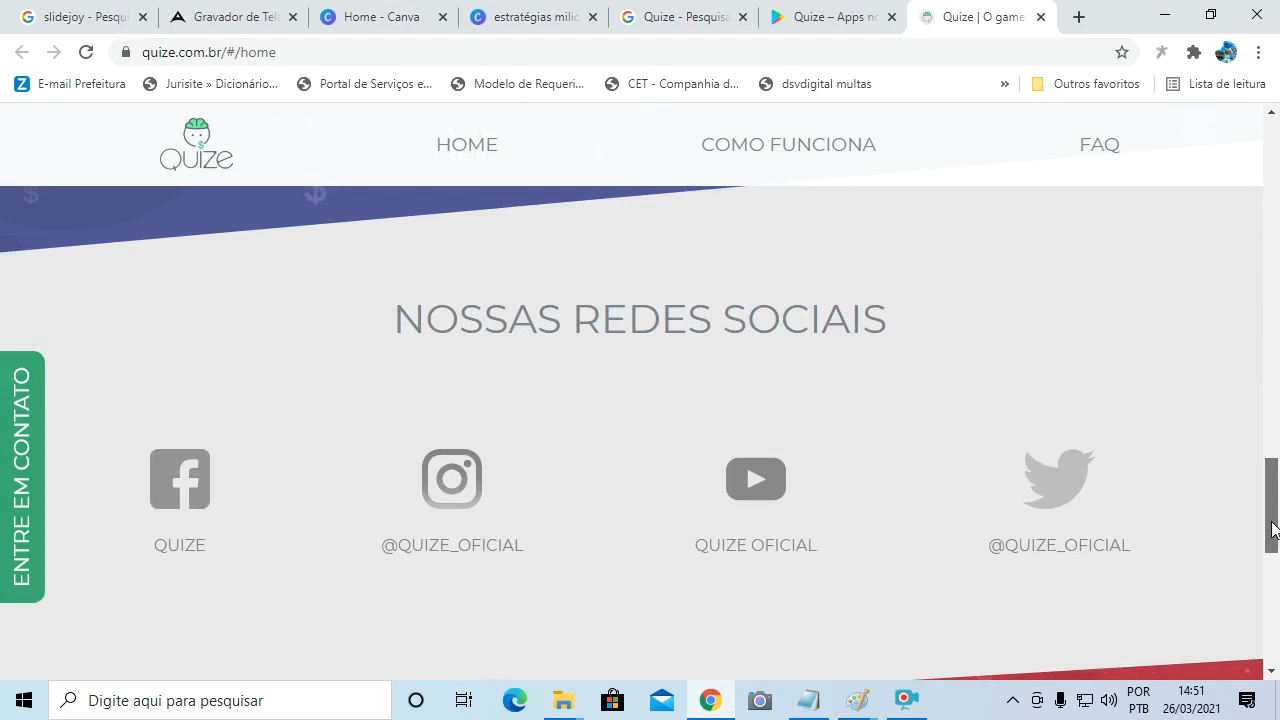 slidejoy - Pesqui
Gravador de Tel
Home - Canva
estratégias milio
Quize - Pesquisa
Quize – Apps no
Quize | O game
quize.com.br/#/home
E-mail Prefeitura
Jurisite » Dicionário...
Portal de Serviços e...
Modelo de Requeri...
CET - Companhia d...
dsvdigital multas
»
Outros favoritos
Lista de leitura
QUIZE
HOME
COMO FUNCIONA
FAQ
NOSSAS REDES SOCIAIS
ENTRE EM CONTATO
QUIZE
@QUIZE_OFICIAL
QUIZE OFICIAL
@QUIZE_OFICIAL
Digite aqui para pesquisar
POR
PTB
14:51
26/03/2021